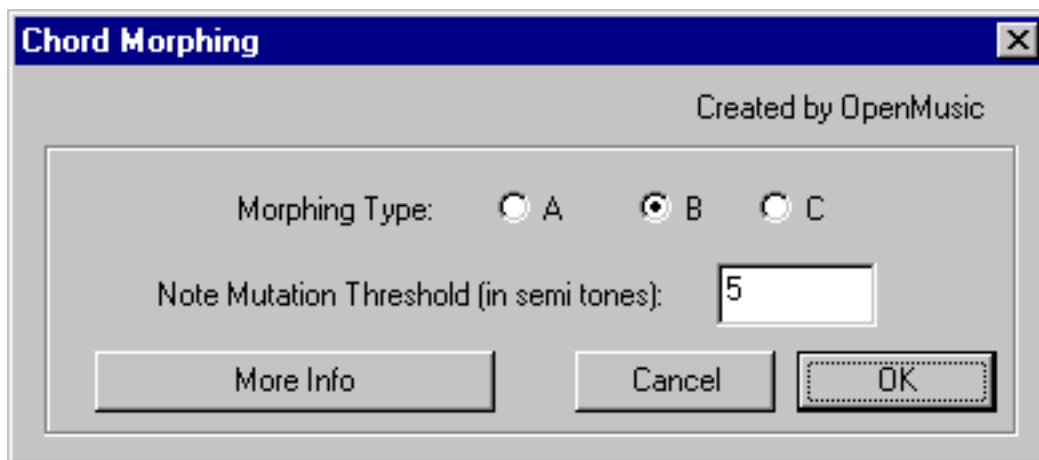 Chord Morphing
Created by OpenMusic
Morphing Type: A B C
Note Mutation Threshold (in semi tones): 5
More Info Cancel OK